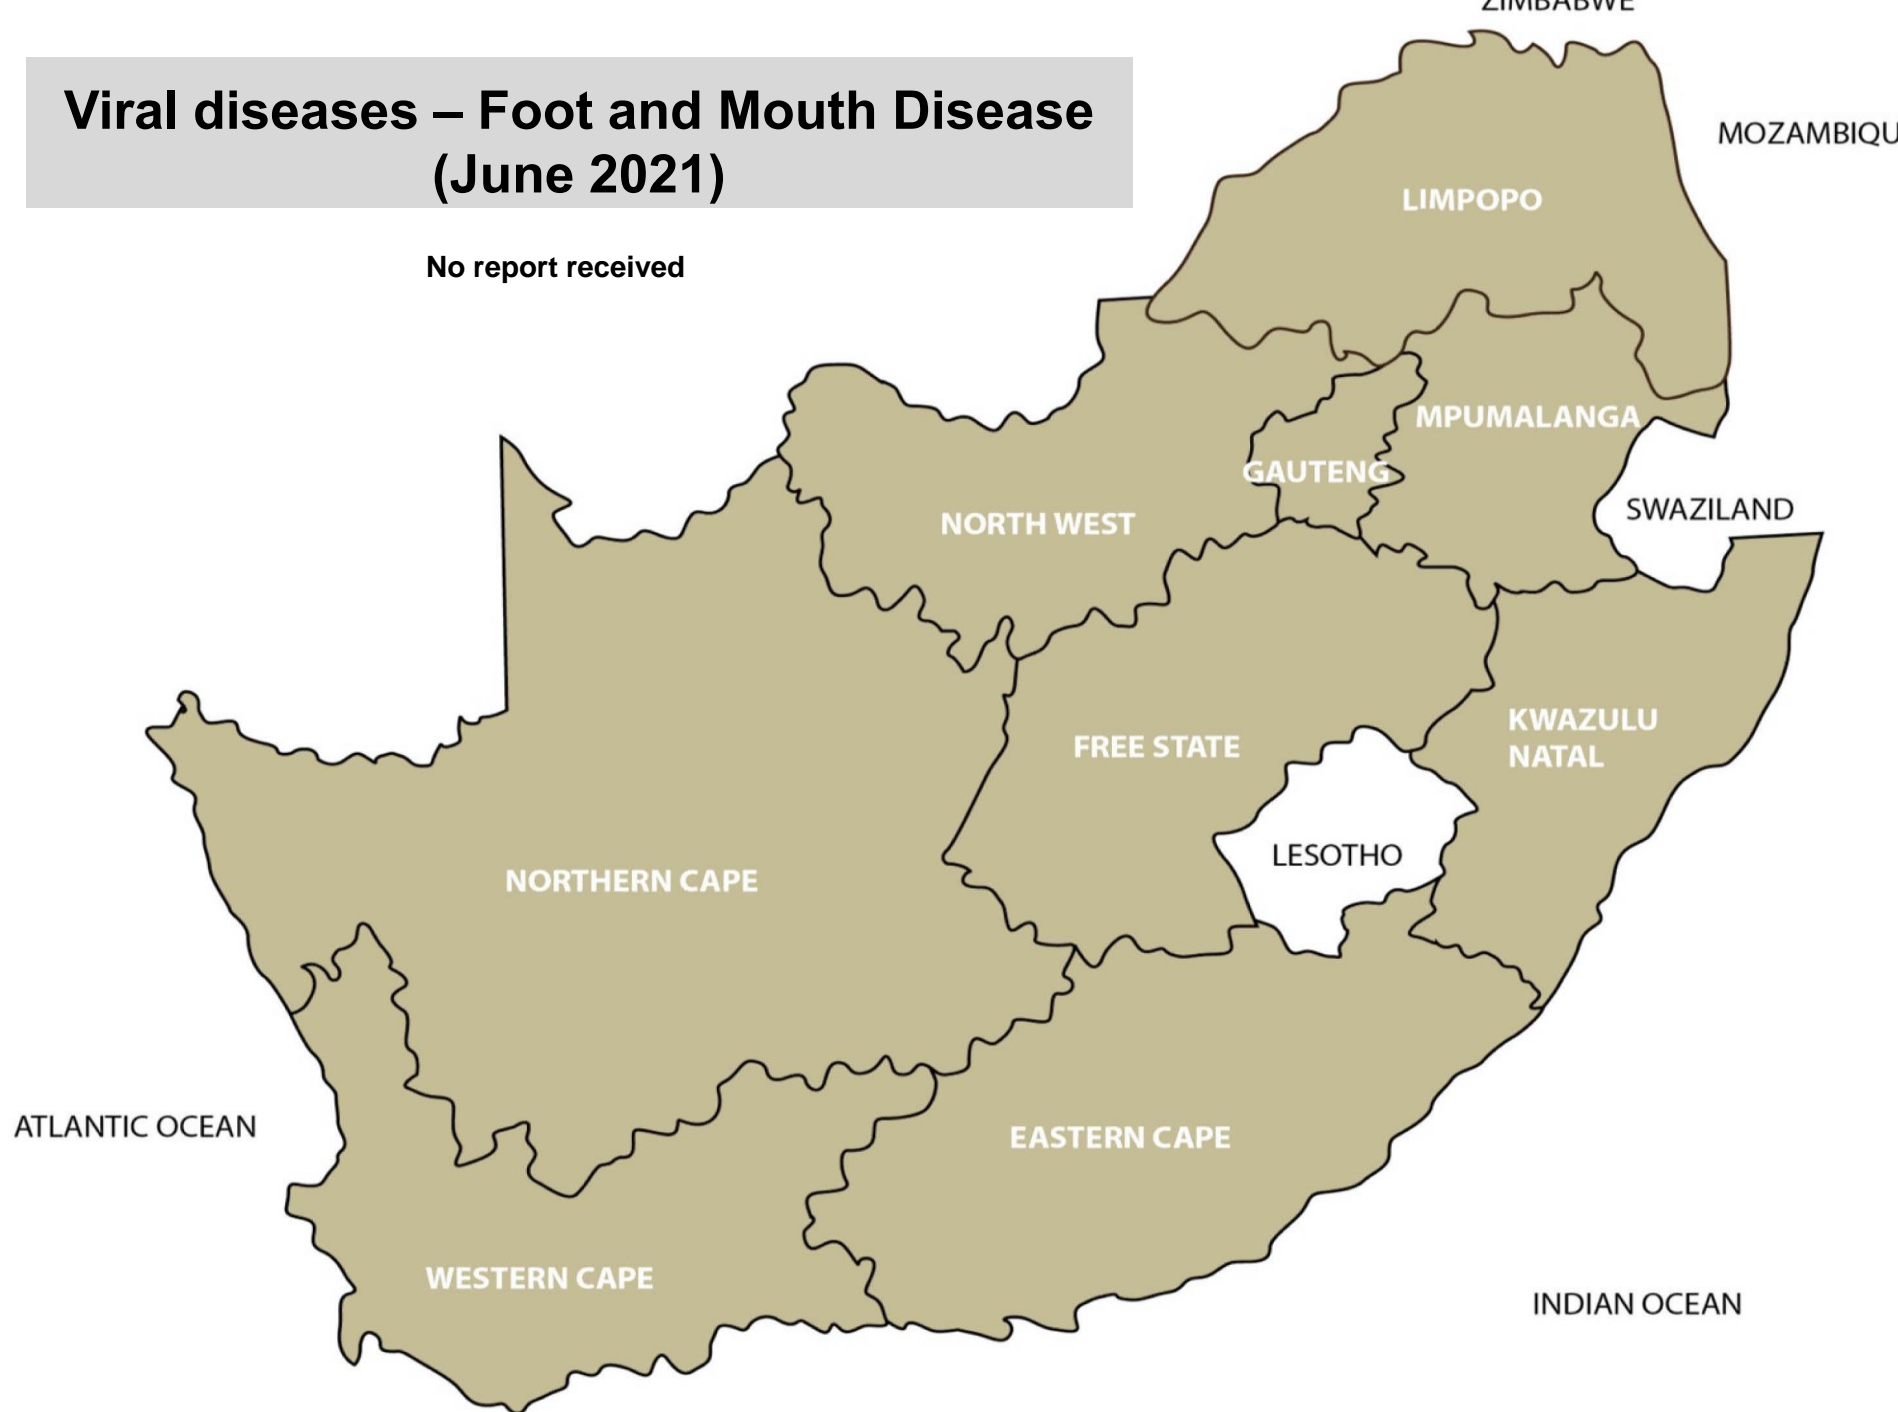 ZIMBABWE
Viral diseases – Foot and Mouth Disease
(June 2021)
MOZAMBIQU
LIMPOPO
No report received
MPUMALANGA
GAUTENG
SWAZILAND
NORTH WEST
KWAZULU
NATAL
FREE STATE
LESOTHO
NORTHERN CAPE
ATLANTIC OCEAN
EASTERN CAPE
WESTERN CAPE
INDIAN OCEAN